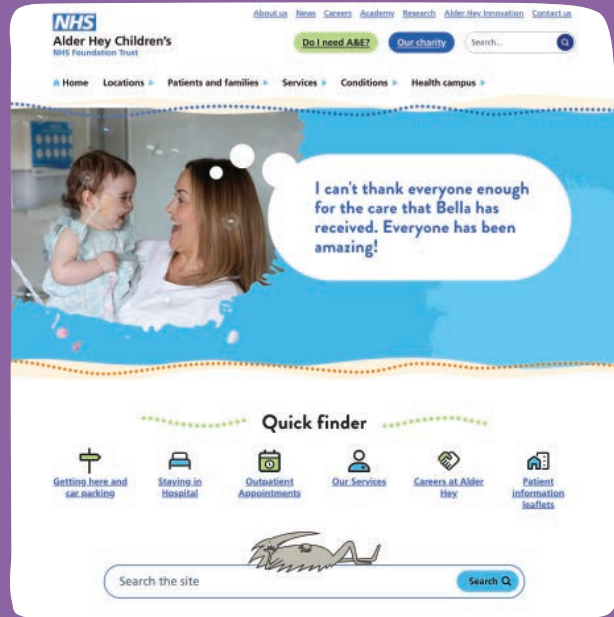 NHS
Alder Hey Children's
NHS Foundation Trust
About us News Careers Academy Research Alder Hey Innovation Contact us
Do I need A&E? Our charity Search...
Home Locations Patients and families Services Conditions Health campus
I can't thank everyone enough
for the care that Bella has
received. Everyone has been
amazing!
Quick finder
Getting here and
car parking
Staying in
Hospital
Outpatient
Appointments
Our Services
Careers at Alder
Hey
Patient
information
leaflets
Search the site
Search